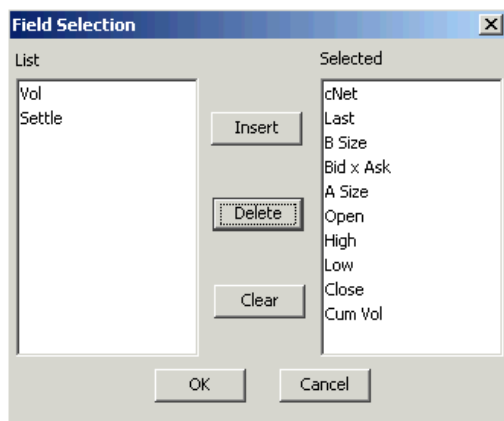 Field Selection
List
Selected
Vol
Settle
Insert
Delete
Clear
cNet
Last
B Size
Bid x Ask
A Size
Open
High
Low
Close
Cum Vol
OK
Cancel